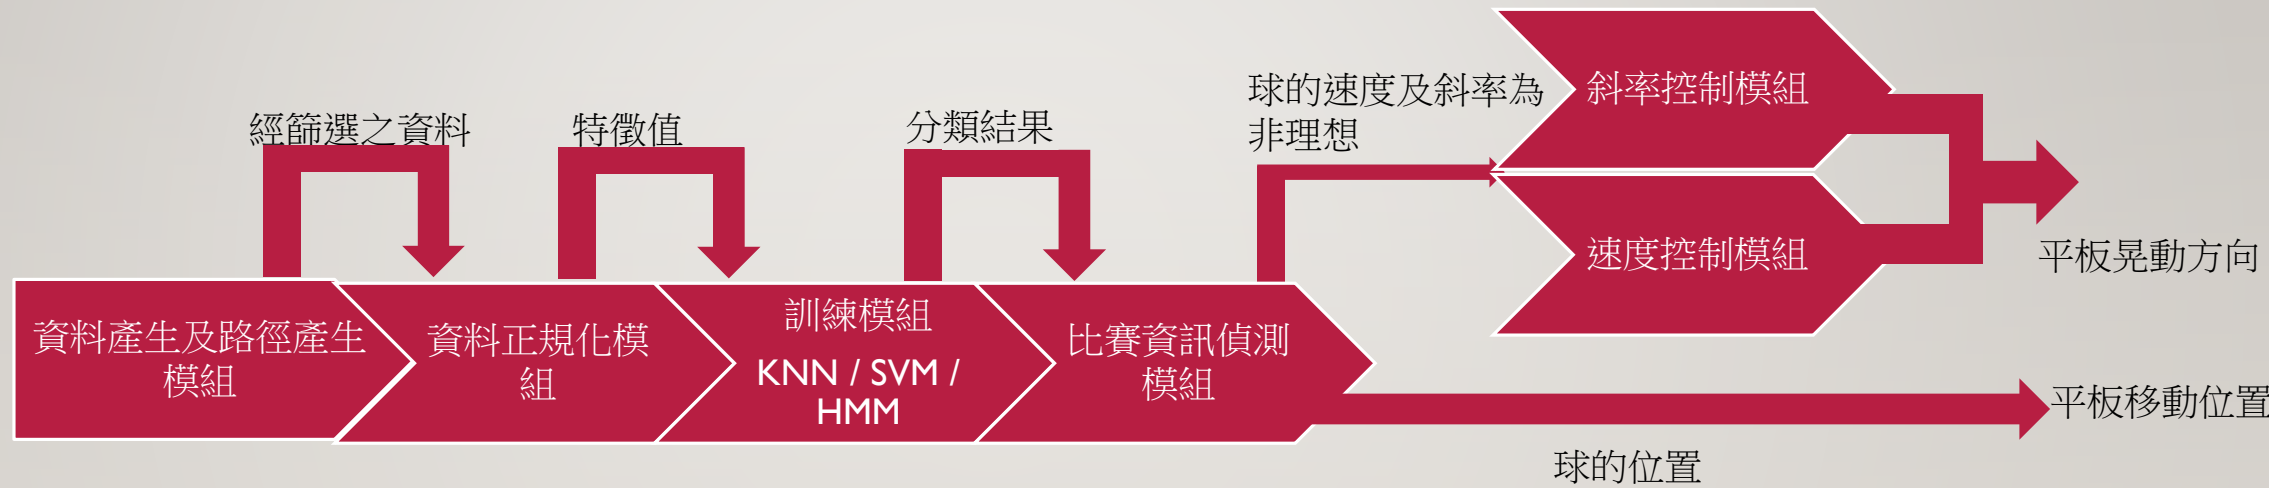 經篩選之資料
特徵值
分類結果
球的速度及斜率為
非理想
斜率控制模組
速度控制模組
平板晃動方向
資料產生及路徑產生
模組
資料正規化模
組
訓練模組
KNN / SVM /
HMM
比賽資訊偵測
模組
平板移動位置
球的位置